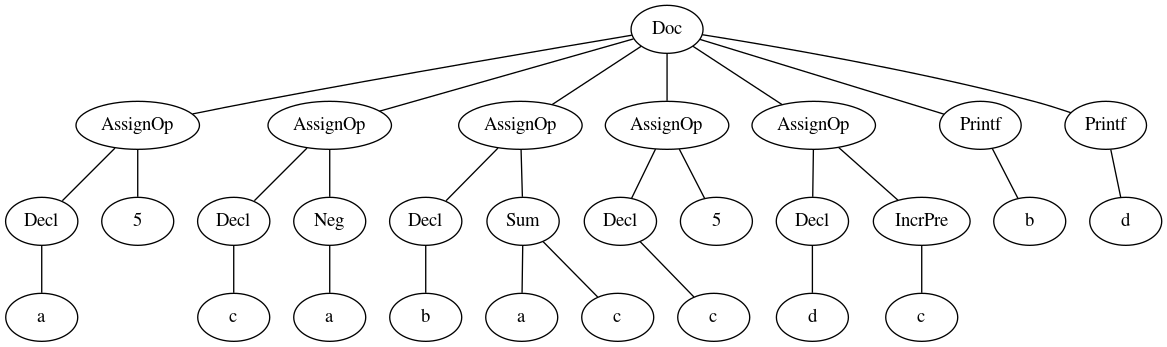 Doc
AssignOp AssignOp AssignOp AssignOp AssignOp Printf Printf
Decl 5 Decl Neg Decl Sum Decl 5 Decl IncrPre b d
a c a b a c c d c